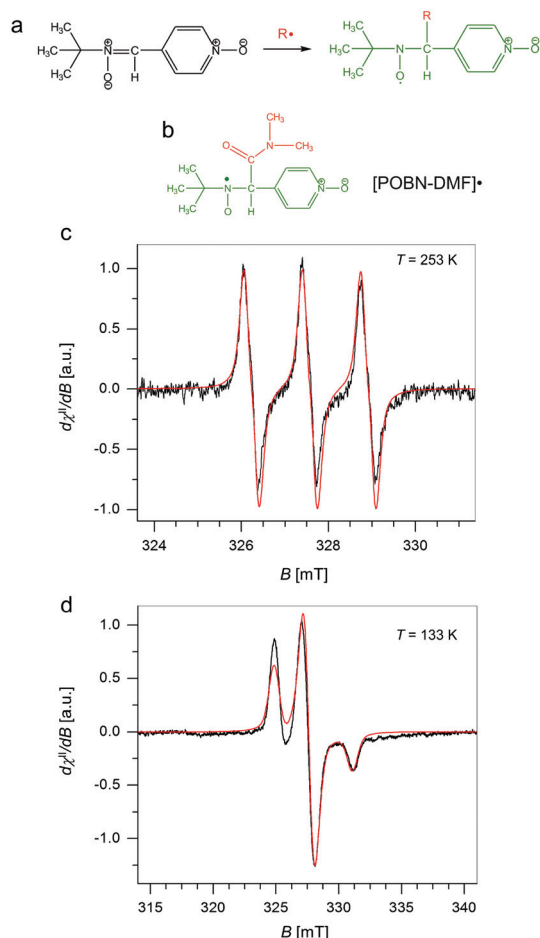 a
R•
H₃C
CH₃
H₃C
N⁺
O
⊖
C
H
N⁺
O⊖
R
H₃C
CH₃
H₃C
N
O
•
C
H
N⁺
O⊖
b
O
C
N
CH₃
CH₃
H₃C
CH₃
H₃C
N
•
O
C
H
N⁺
O⊖
[POBN-DMF]•
c
T = 253 K
dχᴵᴵ/dB [a.u.]
1.0
0.5
0.0
-0.5
-1.0
324 326 328 330
B [mT]
d
T = 133 K
dχᴵᴵ/dB [a.u.]
1.0
0.5
0.0
-0.5
-1.0
315 320 325 330 335 340
B [mT]